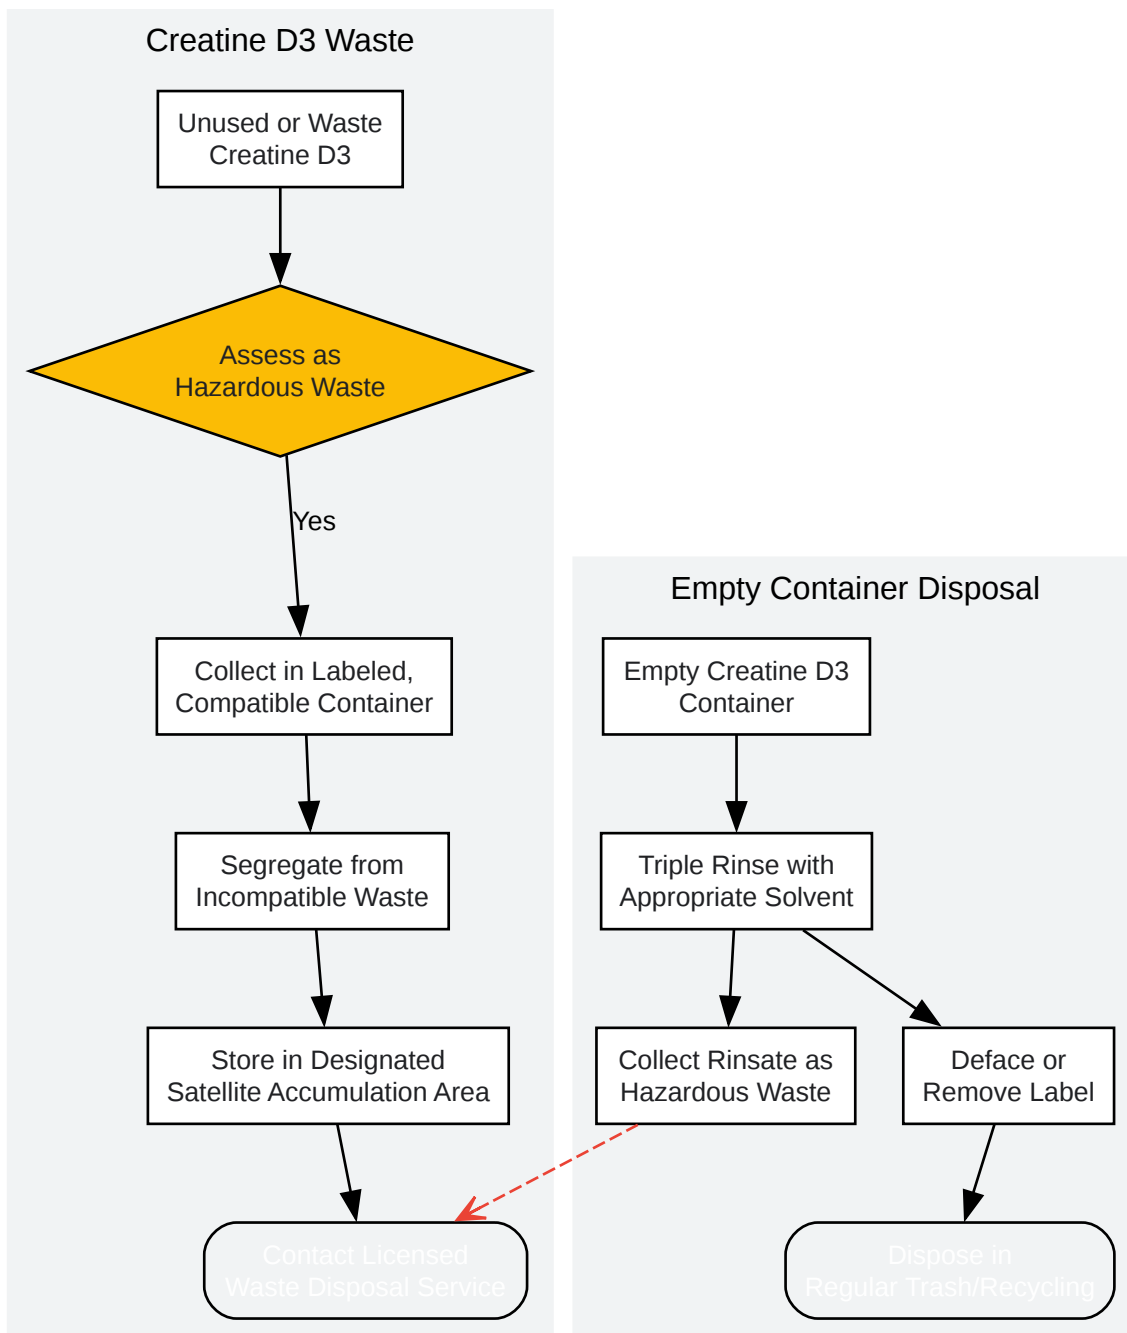 Creatine D3 Waste
Unused or Waste
Creatine D3
Assess as
Hazardous Waste
Yes
Collect in Labeled,
Compatible Container
Segregate from
Incompatible Waste
Store in Designated
Satellite Accumulation Area
Contact Licensed
Waste Disposal Service
Empty Container Disposal
Empty Creatine D3
Container
Triple Rinse with
Appropriate Solvent
Collect Rinsate as
Hazardous Waste
Deface or
Remove Label
Dispose in
Regular Trash/Recycling